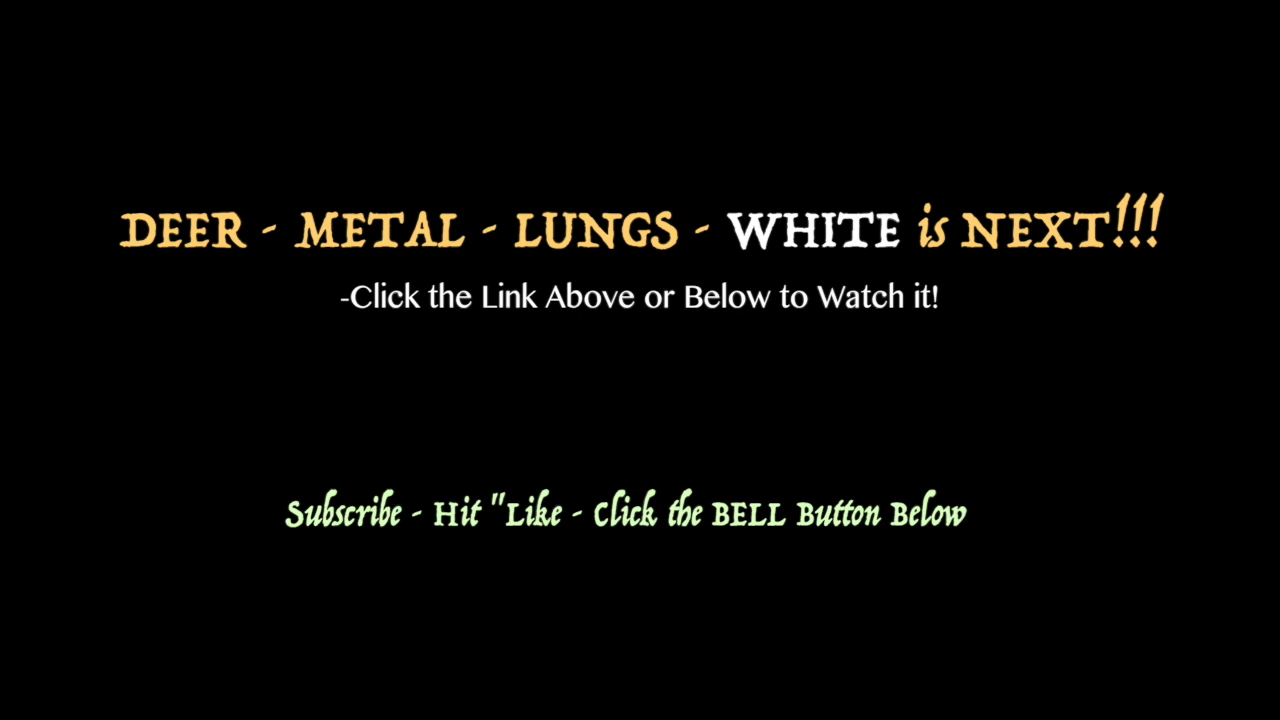 DEER - METAL - LUNGS - WHITE is NEXT!!!
-Click the Link Above or Below to Watch it!
Subscribe - Hit "Like - Click the BELL Button Below